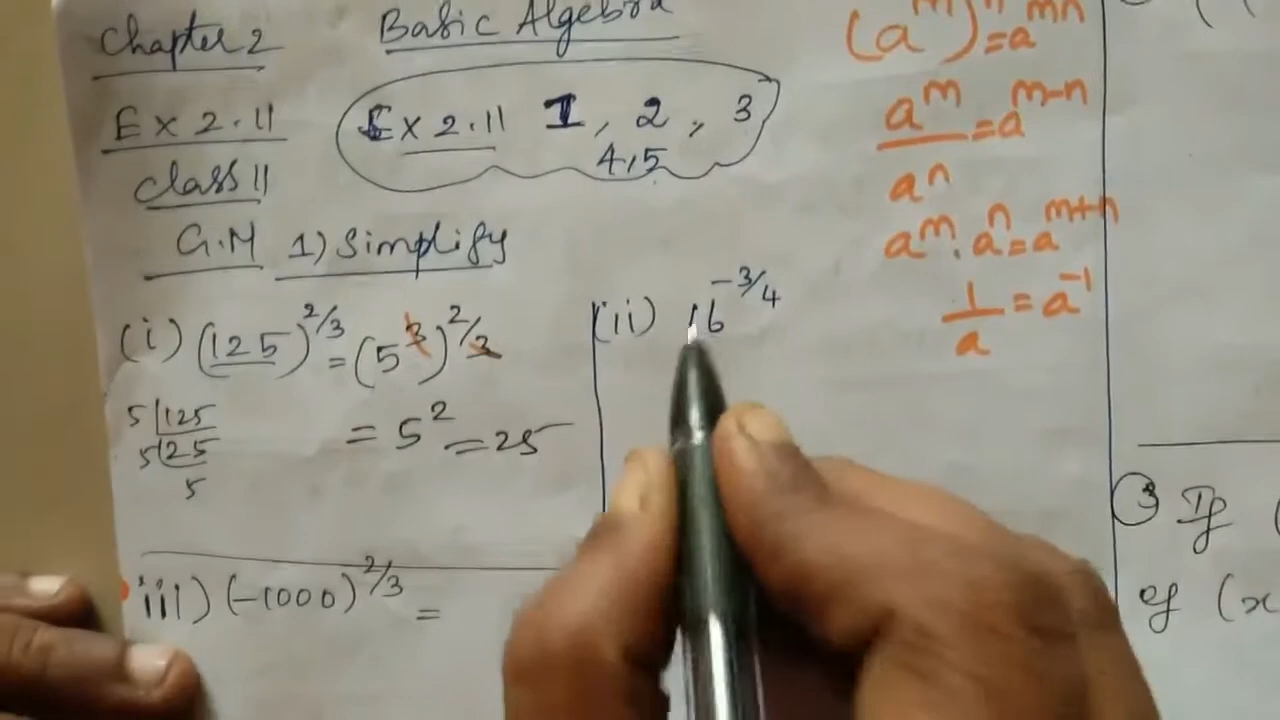 Chapter 2
Basic Algebra
Ex 2.11
Class 11
G.M
Ex 2.11 1, 2, 3
4,5
1) Simplify
(i) (125)^2/3 = (5^3)^2/3
= 5^2 = 25
5 125
5 25
5
(ii) 16^-3/4
iii) (-1000)^2/3 =
(a^m)^n = a^mn
a^m/a^n = a^m-n
a^m . a^n = a^m+n
1/a = a^-1
3 If (
of (x